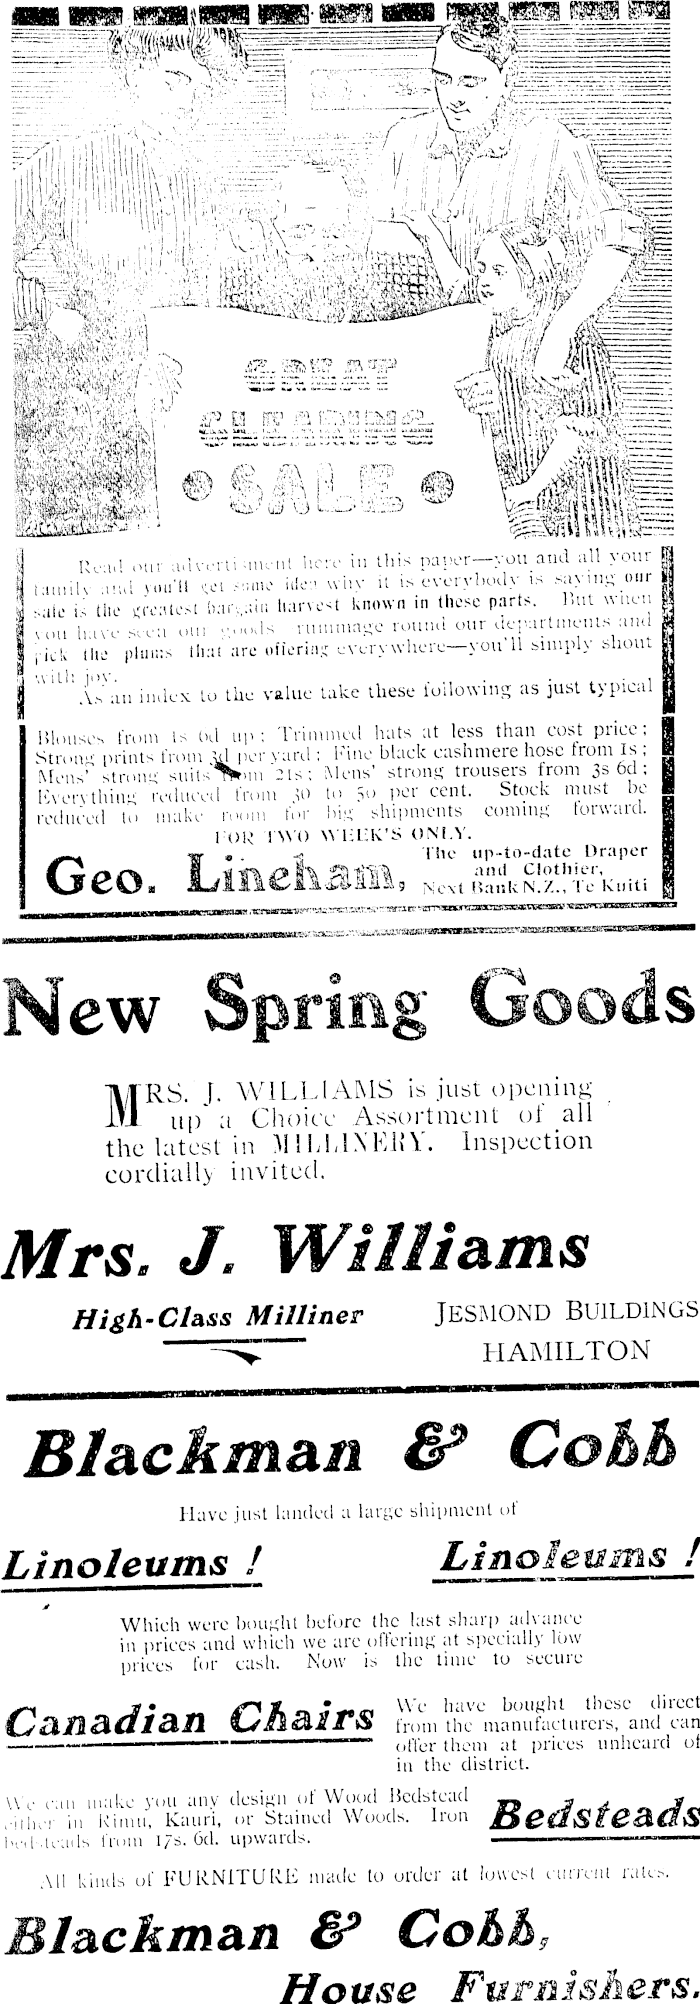 GREAT
CLEARING
SALE
Read our advertisment here in this paper—you and all your
family and you'll get some idea why it is everybody is saying our
sale is the greatest bargain harvest known in these parts. But when
you have seen our goods rummage round our departments and
pick the plums that are offering everywhere—you'll simply shout
with joy.
As an index to the value take these following as just typical
Blouses from 1s 6d up; Trimmed hats at less than cost price;
Strong prints from 3d per yard; Fine black cashmere hose from 1s;
Mens' strong suits from 21s; Mens' strong trousers from 3s 6d;
Everything reduced from 30 to 50 per cent. Stock must be
reduced to make room for big shipments coming forward.
FOR TWO WEEK'S ONLY.
Geo. Lineham,
The up-to-date Draper
and Clothier,
Next Bank N.Z., Te Kuiti
New Spring Goods
MRS. J. WILLIAMS is just opening
up a Choice Assortment of all
the latest in MILLINERY. Inspection
cordially invited.
Mrs. J. Williams
High-Class Milliner
JESMOND BUILDINGS
HAMILTON
Blackman & Cobb
Have just landed a large shipment of
Linoleums ! Linoleums !
Which were bought before the last sharp advance
in prices and which we are offering at specially low
prices for cash. Now is the time to secure
Canadian Chairs
We have bought these direct
from the manufacturers, and can
offer them at prices unheard of
in the district.
We can make you any design of Wood Bedstead
either in Rimu, Kauri, or Stained Woods. Iron
bedsteads from 17s. 6d. upwards.
Bedsteads
All kinds of FURNITURE made to order at lowest current rates.
Blackman & Cobb,
House Furnishers.